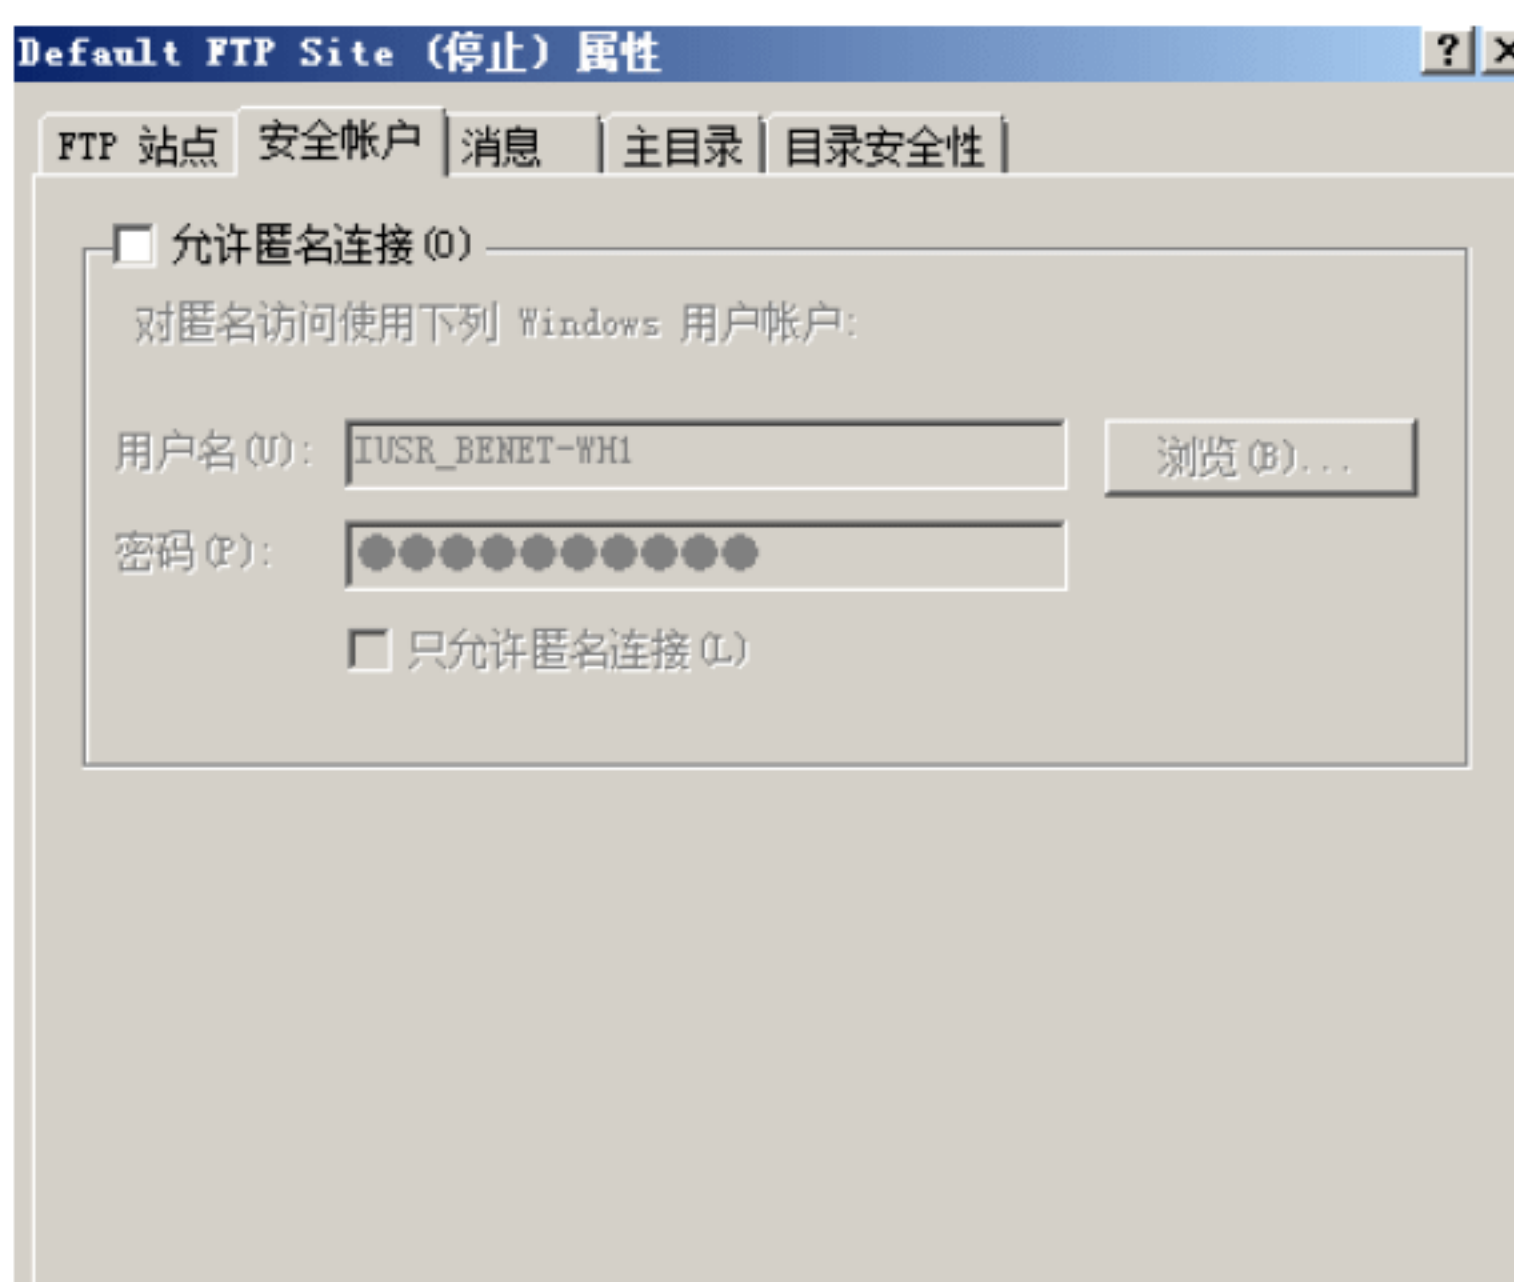 Default FTP Site (停止) 属性
FTP 站点 安全帐户 消息 主目录 目录安全性
允许匿名连接(O)
对匿名访问使用下列 Windows 用户帐户:
用户名(U): IUSR_BENET-WH1 浏览(B)...
密码(P): ●●●●●●●●●●
只允许匿名连接(L)